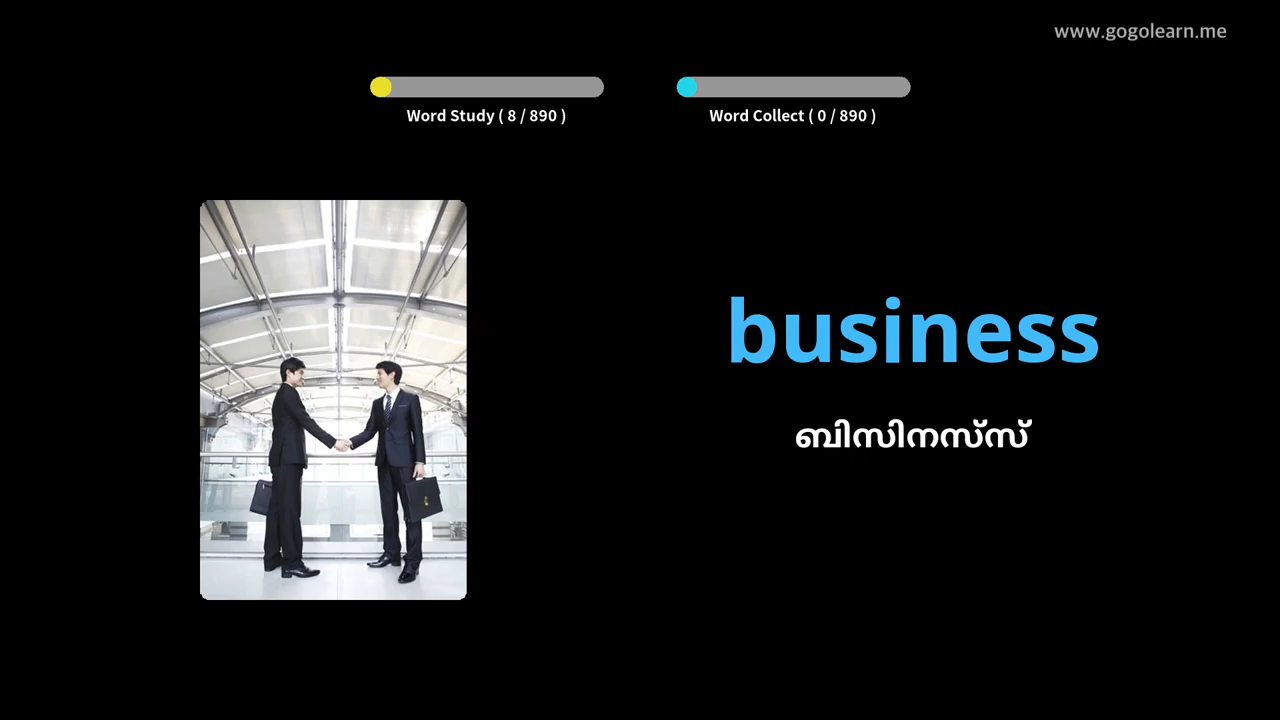 www.gogolearn.me
Word Study ( 8 / 890 )
Word Collect ( 0 / 890 )
business
ബിസിനസ്സ്